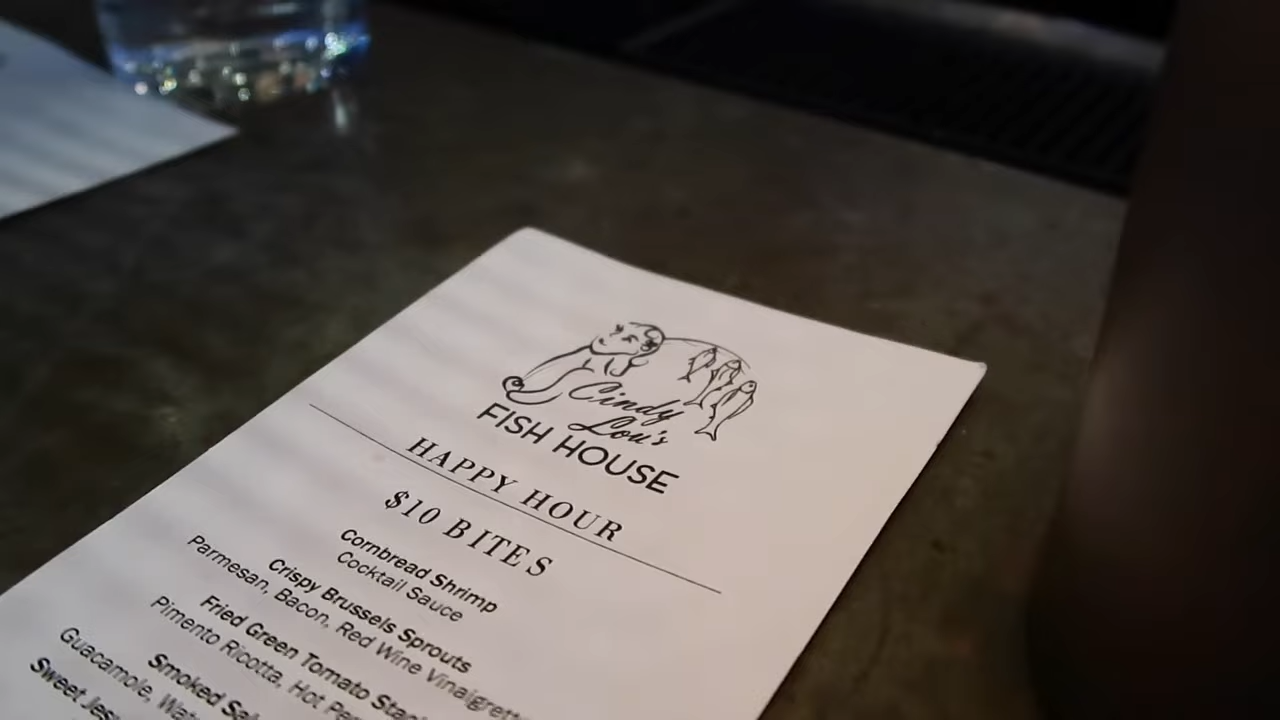 Cindy
Lou's
FISH HOUSE
HAPPY HOUR
$10 BITES
Cornbread Shrimp
Cocktail Sauce
Crispy Brussels Sprouts
Parmesan, Bacon, Red Wine Vinaigrette
Fried Green Tomato
Pimento Ricotta, Hot
Smoked
Guacamole,
Sweet